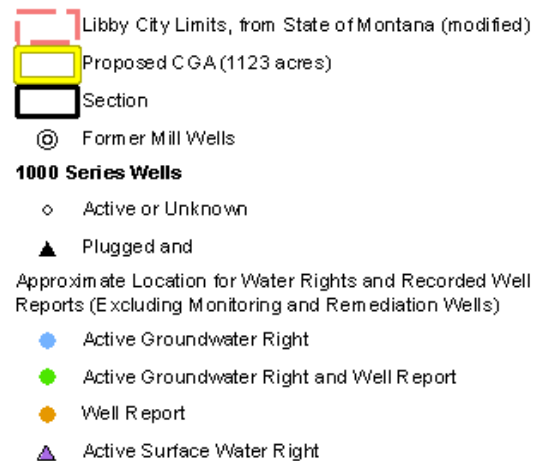 Libby City Limits, from State of Montana (modified)
Proposed CGA (1123 acres)
Section
Former Mill Wells
1000 Series Wells
Active or Unknown
Plugged and
Approximate Location for Water Rights and Recorded Well
Reports (Excluding Monitoring and Remediation Wells)
Active Groundwater Right
Active Groundwater Right and Well Report
Well Report
Active Surface Water Right